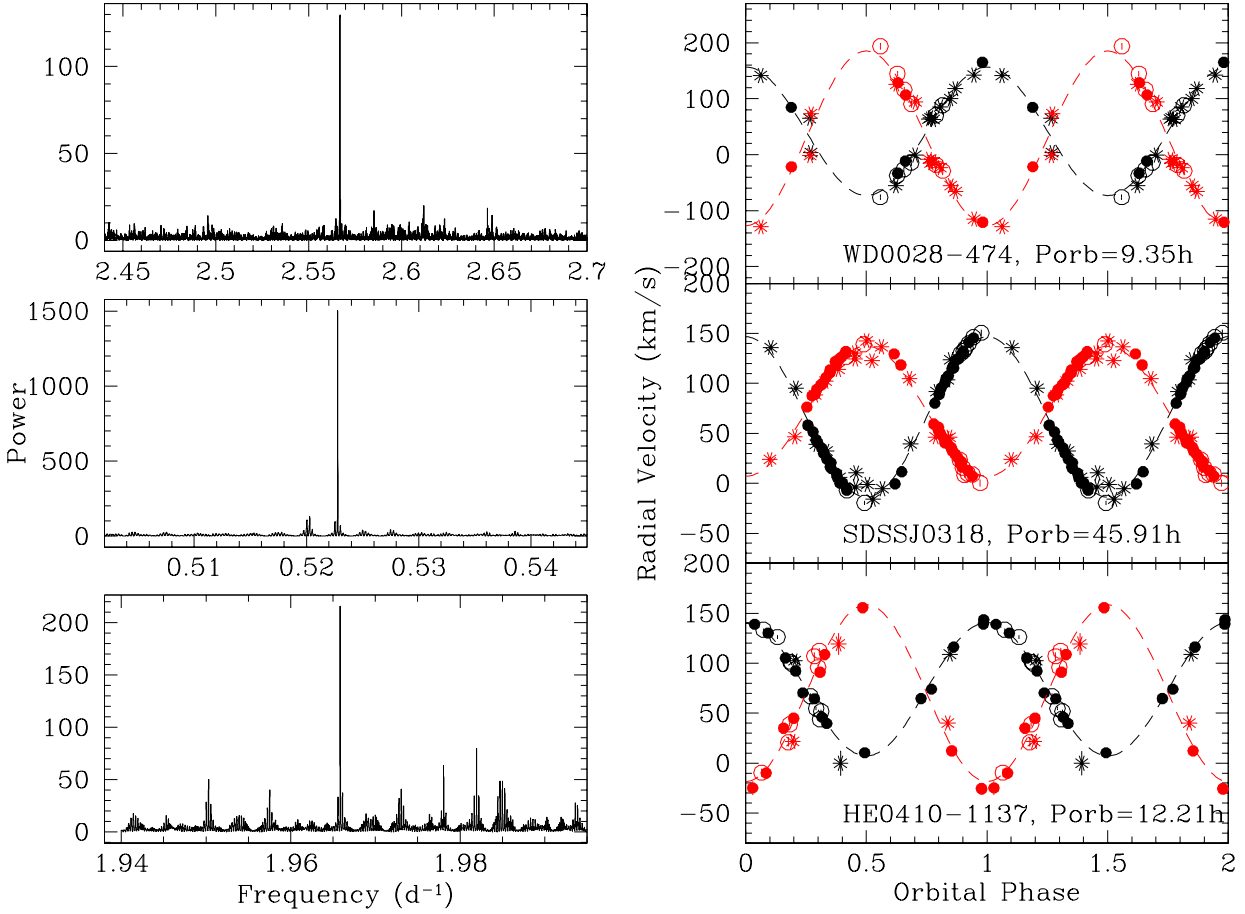 100
50
0
2.45 2.5 2.55 2.6 2.65 2.7
1500
1000
500
0
0.51 0.52 0.53 0.54
200
150
100
50
0
1.94 1.96 1.98
Power
Frequency (d⁻¹)
200
100
0
−100
−200
WD0028−474, Porb=9.35h
200
150
100
50
0
−50
SDSSJ0318, Porb=45.91h
200
150
100
50
0
−50
HE0410−1137, Porb=12.21h
0 0.5 1 1.5 2
Radial Velocity (km/s)
Orbital Phase